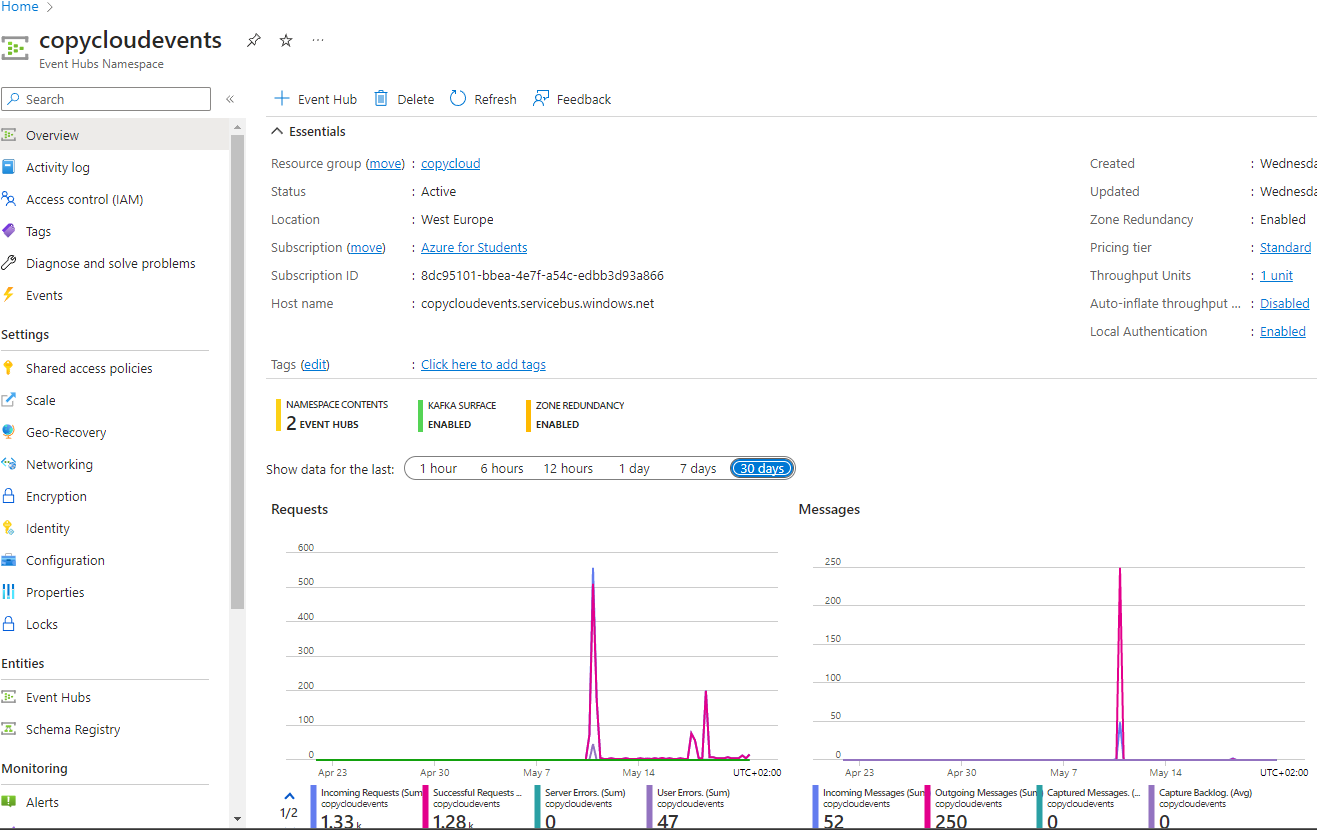 Home
copycloudevents
Event Hubs Namespace
Search
«
Event Hub Delete Refresh Feedback
Overview
Activity log
Access control (IAM)
Tags
Diagnose and solve problems
Events
Settings
Shared access policies
Scale
Geo-Recovery
Networking
Encryption
Identity
Configuration
Properties
Locks
Entities
Event Hubs
Schema Registry
Monitoring
Alerts
Essentials
Resource group (move) : copycloud
Status : Active
Location : West Europe
Subscription (move) : Azure for Students
Subscription ID : 8dc95101-bbea-4e7f-a54c-edbb3d93a866
Host name : copycloudevents.servicebus.windows.net
Created : Wednesda
Updated : Wednesda
Zone Redundancy : Enabled
Pricing tier : Standard
Throughput Units : 1 unit
Auto-inflate throughput ... : Disabled
Local Authentication : Enabled
Tags (edit) : Click here to add tags
NAMESPACE CONTENTS
2 EVENT HUBS
KAFKA SURFACE
ENABLED
ZONE REDUNDANCY
ENABLED
Show data for the last: 1 hour 6 hours 12 hours 1 day 7 days 30 days
Requests
600
500
400
300
200
100
0
Apr 23 Apr 30 May 7 May 14 UTC+02:00
1/2
Incoming Requests (Sum
copycloudevents
1.33 k
Successful Requests ...
copycloudevents
1.28 k
Server Errors. (Sum)
copycloudevents
0
User Errors. (Sum)
copycloudevents
47
Messages
250
200
150
100
50
0
Apr 23 Apr 30 May 7 May 14 UTC+02:00
Incoming Messages (Sum
copycloudevents
52
Outgoing Messages (Sum
copycloudevents
250
Captured Messages. (...
copycloudevents
0
Capture Backlog. (Avg)
copycloudevents
0